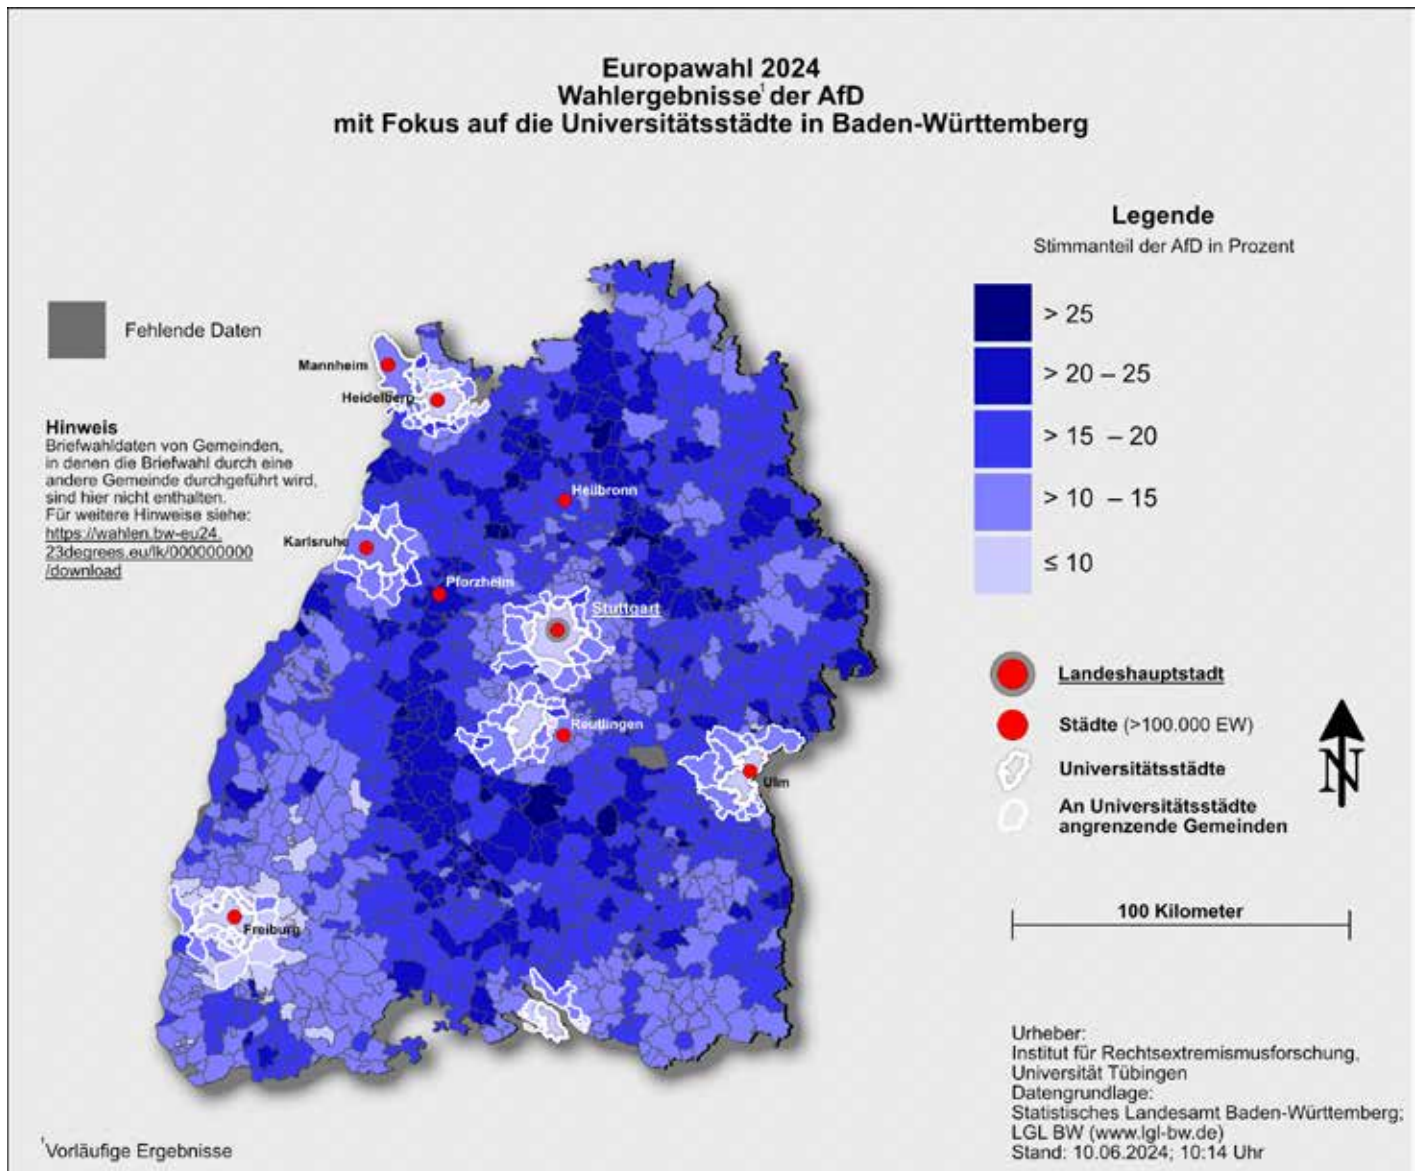 Europawahl 2024
Wahlergebnisse¹ der AfD
mit Fokus auf die Universitätsstädte in Baden-Württemberg
Legende
Stimmanteil der AfD in Prozent
> 25
> 20 – 25
> 15 – 20
> 10 – 15
≤ 10
Landeshauptstadt
Städte (>100.000 EW)
Universitätsstädte
An Universitätsstädte
angrenzende Gemeinden
N
100 Kilometer
Fehlende Daten
Hinweis
Briefwahldaten von Gemeinden,
in denen die Briefwahl durch eine
andere Gemeinde durchgeführt wird,
sind hier nicht enthalten.
Für weitere Hinweise siehe:
https://wahlen.bw-eu24.
23degrees.eu/lk/000000000
/download
Mannheim
Heidelberg
Heilbronn
Karlsruhe
Pforzheim
Stuttgart
Reutlingen
Ulm
Freiburg
Urheber:
Institut für Rechtsextremismusforschung,
Universität Tübingen
Datengrundlage:
Statistisches Landesamt Baden-Württemberg;
LGL BW (www.lgl-bw.de)
Stand: 10.06.2024; 10:14 Uhr
¹Vorläufige Ergebnisse